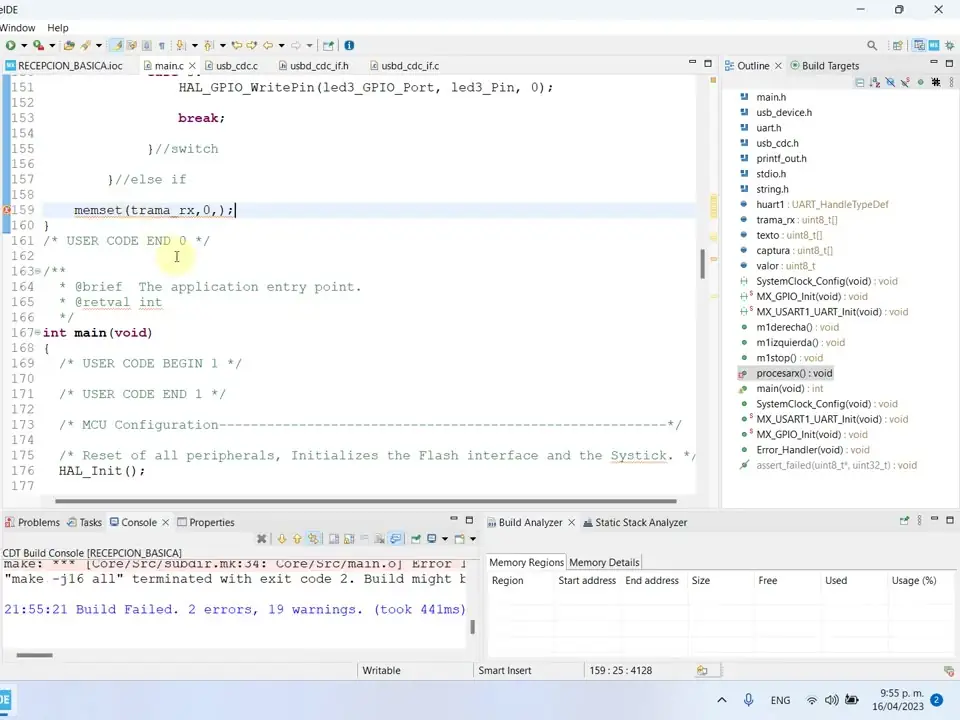 eIDE
Window Help
RECEPCION_BASICA.ioc main.c usb_cdc.c usbd_cdc_if.h usbd_cdc_if.c
151 HAL_GPIO_WritePin(led3_GPIO_Port, led3_Pin, 0);
152
153 break;
154
155 }//switch
156
157 }//else if
158
159 memset(trama_rx,0,);
160 }
161 /* USER CODE END 0 */
162
163 /**
164 * @brief The application entry point.
165 * @retval int
166 */
167 int main(void)
168 {
169 /* USER CODE BEGIN 1 */
170
171 /* USER CODE END 1 */
172
173 /* MCU Configuration--------------------------------------------------------*/
174
175 /* Reset of all peripherals, Initializes the Flash interface and the Systick. */
176 HAL_Init();
177
Outline Build Targets
main.h
usb_device.h
uart.h
usb_cdc.h
printf_out.h
stdio.h
string.h
huart1 : UART_HandleTypeDef
trama_rx : uint8_t[]
texto : uint8_t[]
captura : uint8_t[]
valor : uint8_t
SystemClock_Config(void) : void
MX_GPIO_Init(void) : void
MX_USART1_UART_Init(void) : void
m1derecha() : void
m1izquierda() : void
m1stop() : void
procesarx() : void
main(void) : int
SystemClock_Config(void) : void
MX_USART1_UART_Init(void) : void
MX_GPIO_Init(void) : void
Error_Handler(void) : void
assert_failed(uint8_t*, uint32_t) : void
Problems Tasks Console Properties
CDT Build Console [RECEPCION_BASICA]
make: *** [Core/Src/subdir.mk:34: Core/Src/main.o] Error 1
"make -j16 all" terminated with exit code 2. Build might b
21:55:21 Build Failed. 2 errors, 19 warnings. (took 441ms)
Build Analyzer Static Stack Analyzer
Memory Regions Memory Details
Region Start address End address Size Free Used Usage (%)
Writable Smart Insert 159 : 25 : 4128
DE
ENG
9:55 p. m.
16/04/2023
2